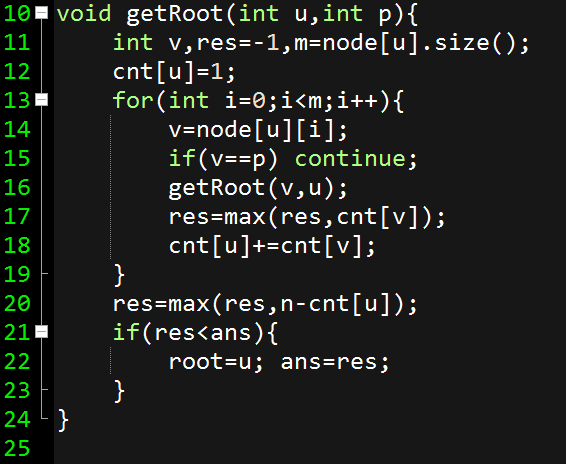 10 void getRoot(int u,int p){
11     int v,res=-1,m=node[u].size();
12     cnt[u]=1;
13     for(int i=0;i<m;i++){
14         v=node[u][i];
15         if(v==p) continue;
16         getRoot(v,u);
17         res=max(res,cnt[v]);
18         cnt[u]+=cnt[v];
19     }
20     res=max(res,n-cnt[u]);
21     if(res<ans){
22         root=u; ans=res;
23     }
24 }
25